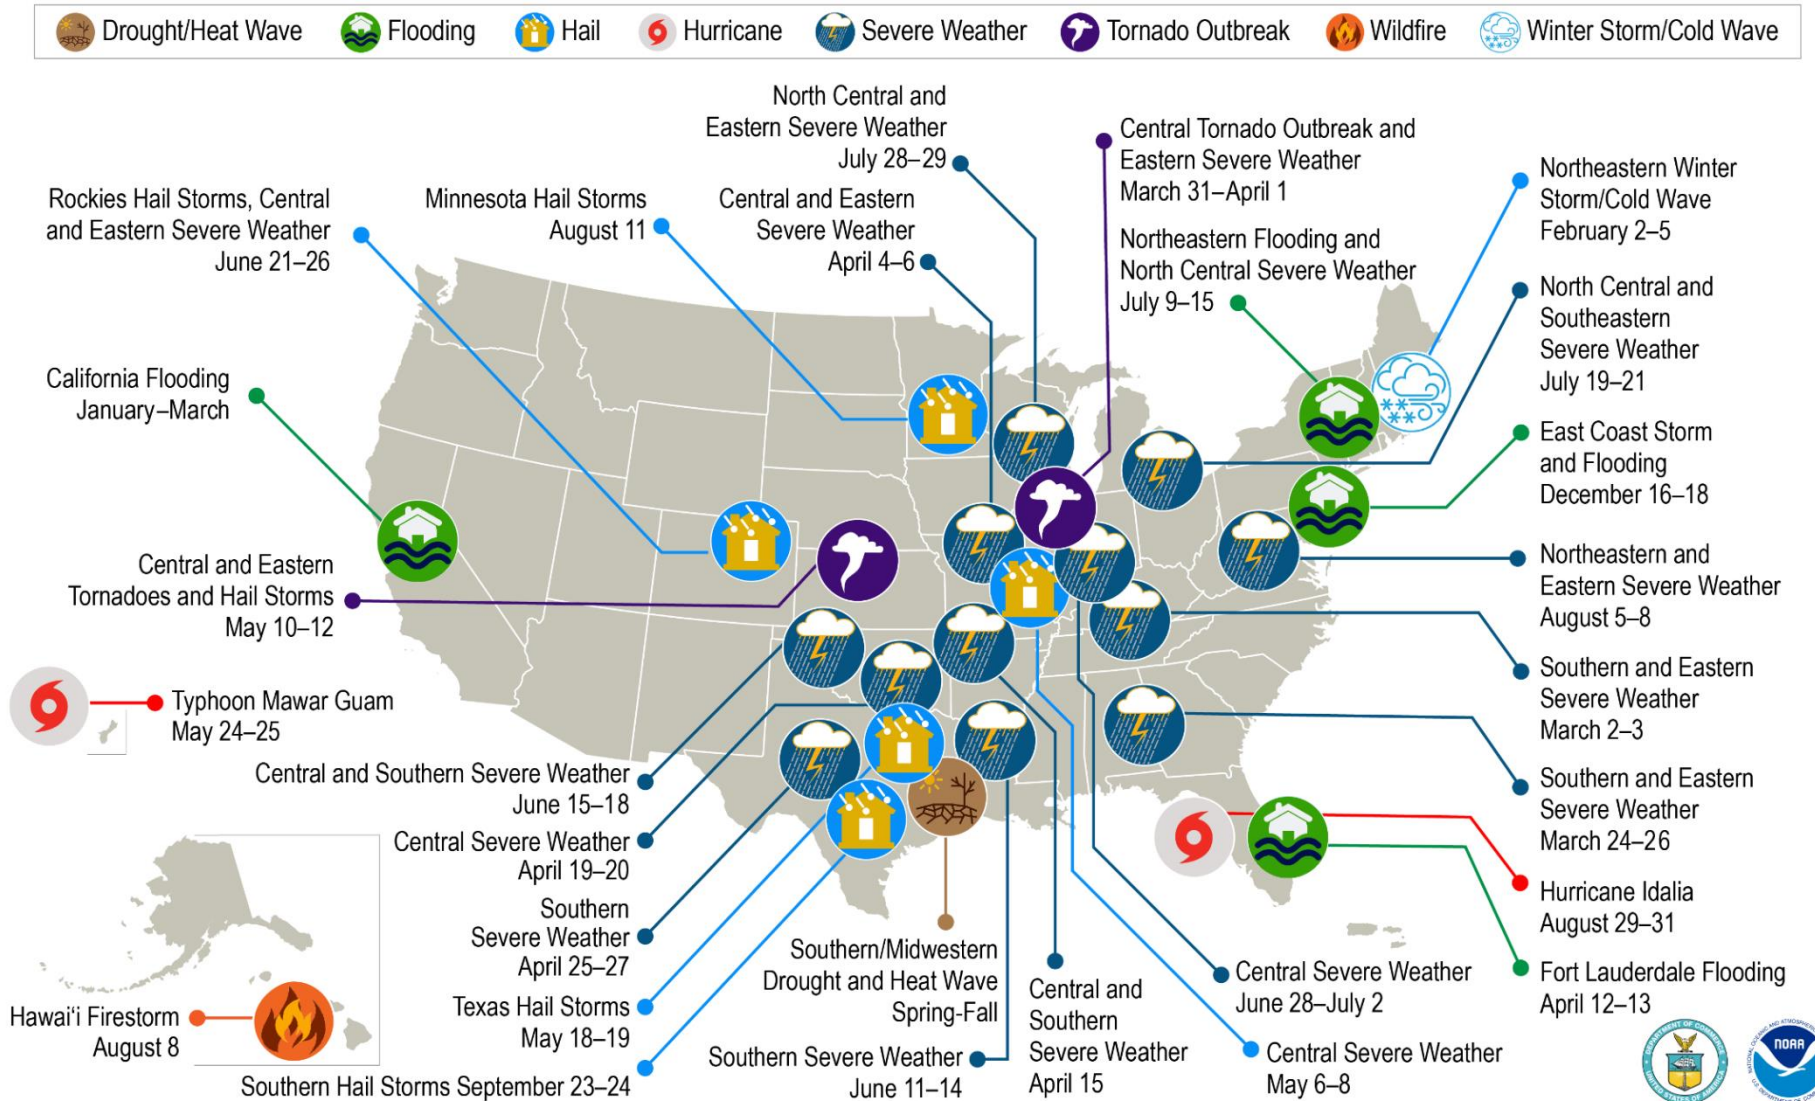 Drought/Heat Wave
Flooding
Hail
Hurricane
Severe Weather
Tornado Outbreak
Wildfire
Winter Storm/Cold Wave
North Central and
Eastern Severe Weather
July 28–29
Central Tornado Outbreak and
Eastern Severe Weather
March 31–April 1
Northeastern Winter
Storm/Cold Wave
February 2–5
Rockies Hail Storms, Central
and Eastern Severe Weather
June 21–26
Minnesota Hail Storms
August 11
Central and Eastern
Severe Weather
April 4–6
Northeastern Flooding and
North Central Severe Weather
July 9–15
North Central and
Southeastern
Severe Weather
July 19–21
California Flooding
January–March
East Coast Storm
and Flooding
December 16–18
Central and Eastern
Tornadoes and Hail Storms
May 10–12
Northeastern and
Eastern Severe Weather
August 5–8
Typhoon Mawar Guam
May 24–25
Southern and Eastern
Severe Weather
March 2–3
Central and Southern Severe Weather
June 15–18
Southern and Eastern
Severe Weather
March 24–26
Central Severe Weather
April 19–20
Hurricane Idalia
August 29–31
Southern
Severe Weather
April 25–27
Southern/Midwestern
Drought and Heat Wave
Spring-Fall
Central and
Southern
Severe Weather
April 15
Central Severe Weather
June 28–July 2
Fort Lauderdale Flooding
April 12–13
Texas Hail Storms
May 18–19
Hawai‘i Firestorm
August 8
Southern Hail Storms September 23–24
Southern Severe Weather
June 11–14
Central Severe Weather
May 6–8
DEPARTMENT OF COMMERCE
UNITED STATES OF AMERICA
NOAA